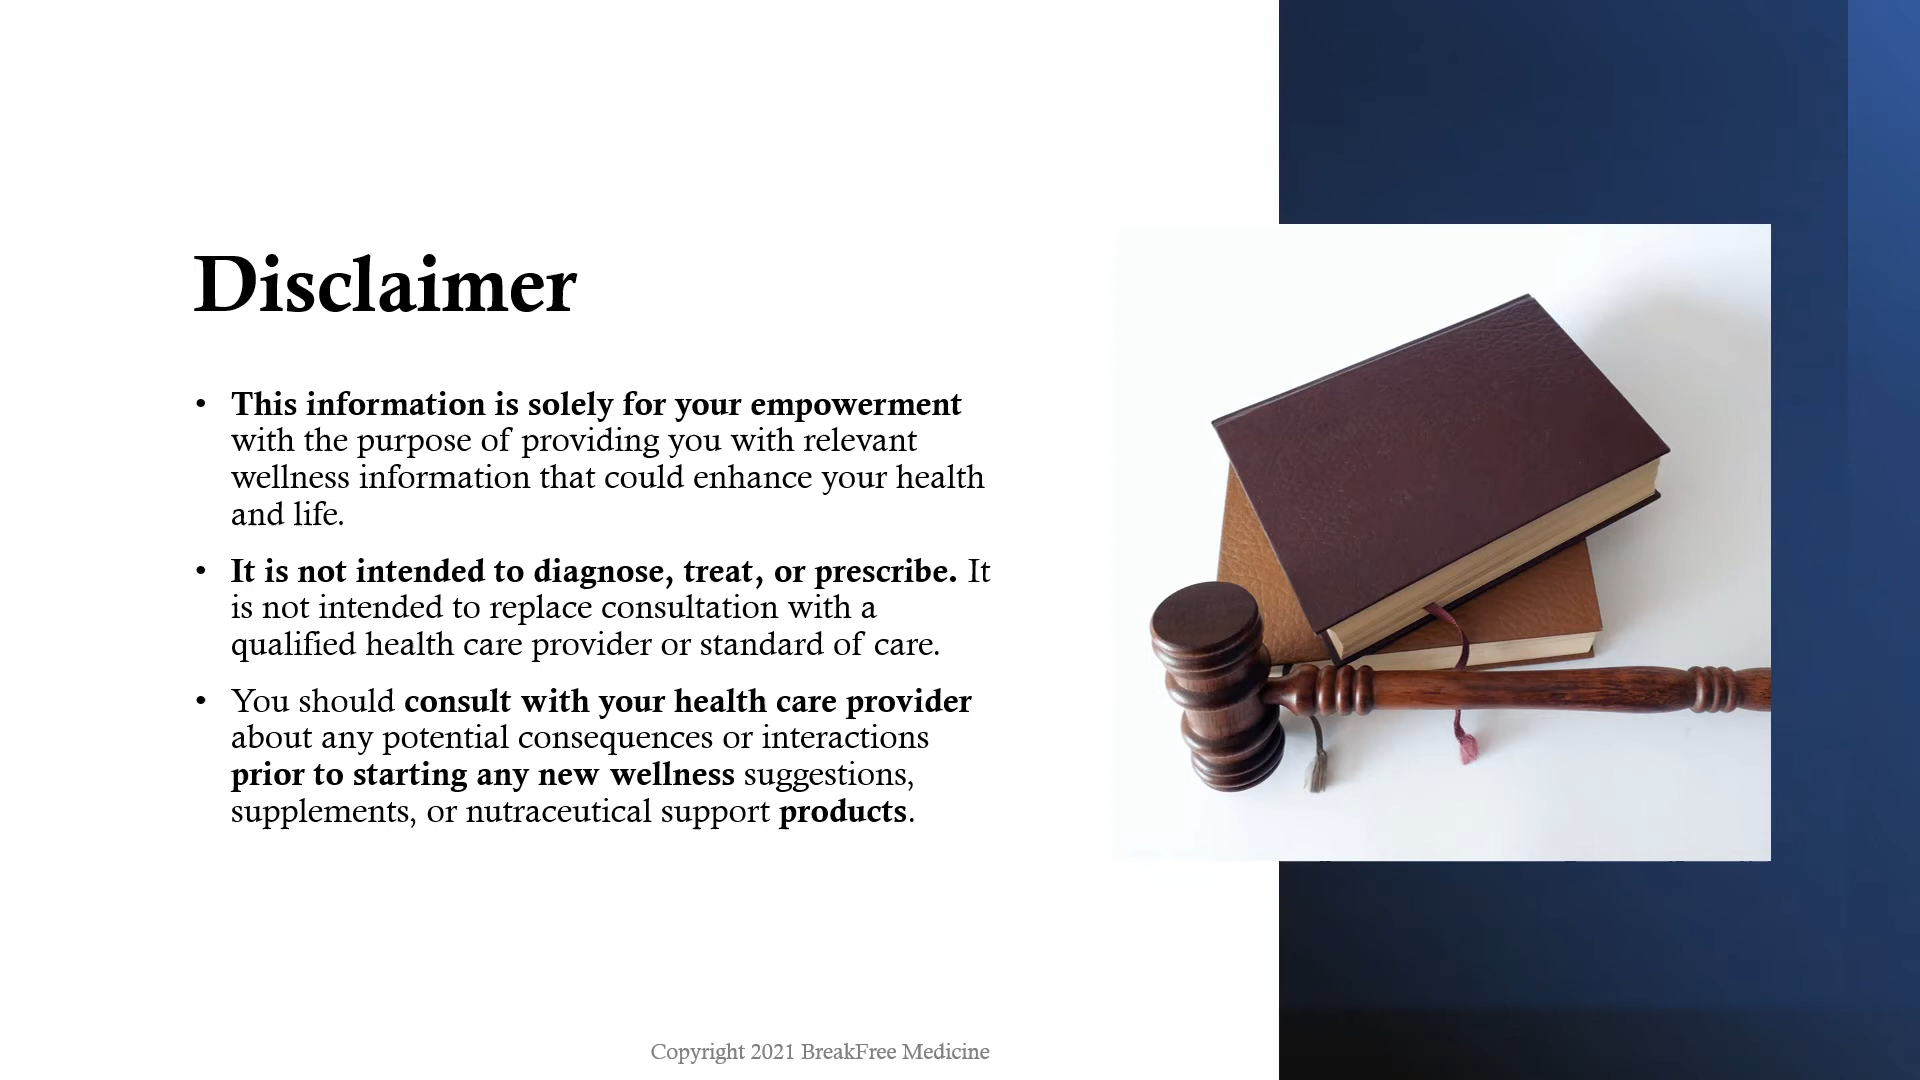 Disclaimer
• This information is solely for your empowerment
with the purpose of providing you with relevant
wellness information that could enhance your health
and life.
• It is not intended to diagnose, treat, or prescribe. It
is not intended to replace consultation with a
qualified health care provider or standard of care.
• You should consult with your health care provider
about any potential consequences or interactions
prior to starting any new wellness suggestions,
supplements, or nutraceutical support products.
Copyright 2021 BreakFree Medicine